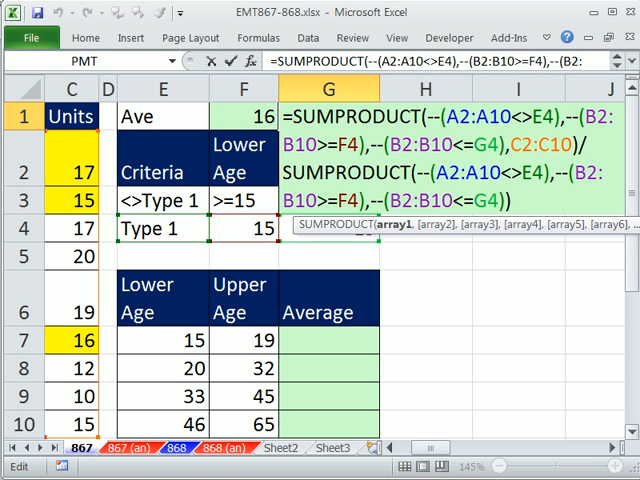 EMT867-868.xlsx - Microsoft Excel
File Home Insert Page Layout Formulas Data Review View Developer Add-Ins
PMT =SUMPRODUCT(--(A2:A10<>E4),--(B2:B10>=F4),--(B2:
C D E F G H I J
1 Units Ave 16 =SUMPRODUCT(--(A2:A10<>E4),--(B2:
B10>=F4),--(B2:B10<=G4),C2:C10)/
SUMPRODUCT(--(A2:A10<>E4),--(B2:
B10>=F4),--(B2:B10<=G4))
Lower
2 17 Criteria Age
3 15 <>Type 1 >=15
4 17 Type 1 15
SUMPRODUCT(array1, [array2], [array3], [array4], [array5], [array6], ...
5 20
Lower Upper
6 19 Age Age Average
7 16 15 19
8 12 20 32
9 10 33 45
10 15 46 65
867 867 (an) 868 868 (an) Sheet2 Sheet3
Edit 145%